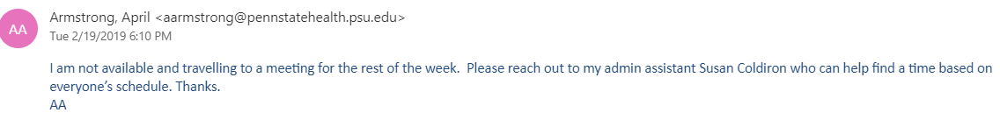 Armstrong, April <aarmstrong@pennstatehealth.psu.edu>
AA
Tue 2/19/2019 6:10 PM
I am not available and travelling to a meeting for the rest of the week.  Please reach out to my admin assistant Susan Coldiron who can help find a time based on
everyone’s schedule. Thanks.
AA